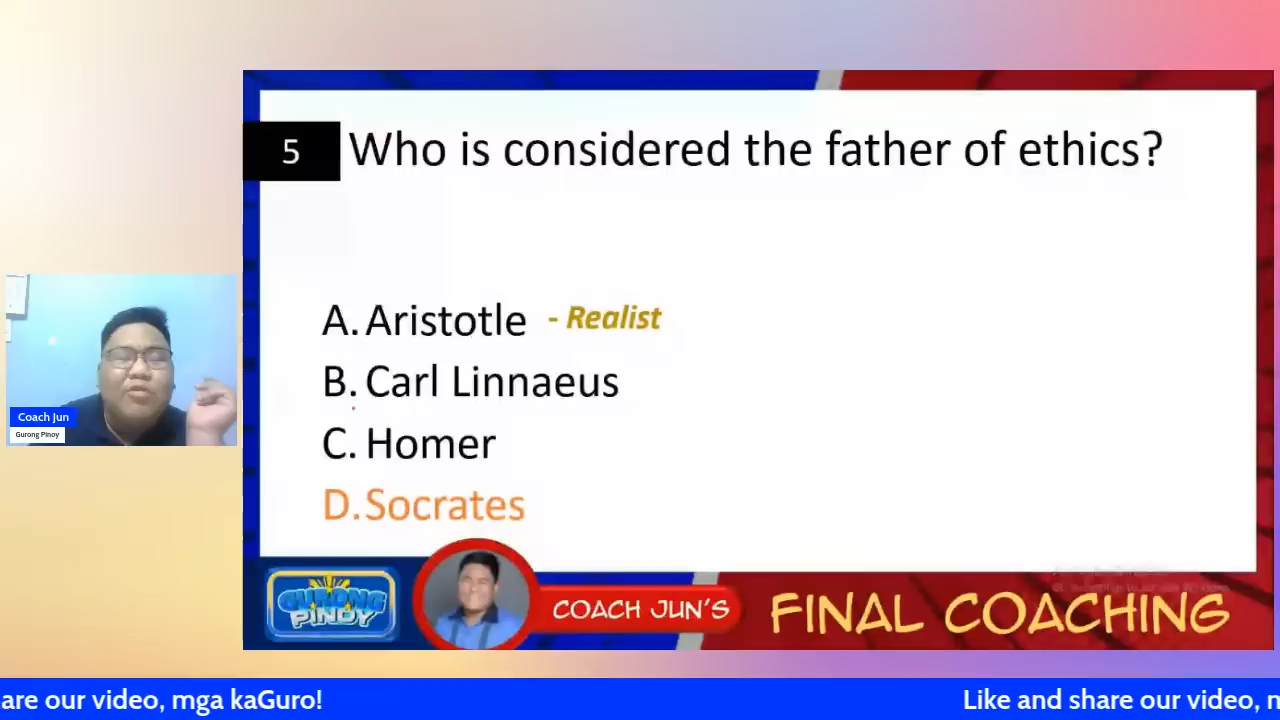 5 Who is considered the father of ethics?
A. Aristotle - Realist
B. Carl Linnaeus
C. Homer
D. Socrates
Coach Jun
Gurong Pinoy
GURONG
PINOY
COACH JUN'S
FINAL COACHING
are our video, mga kaGuro! Like and share our video, m